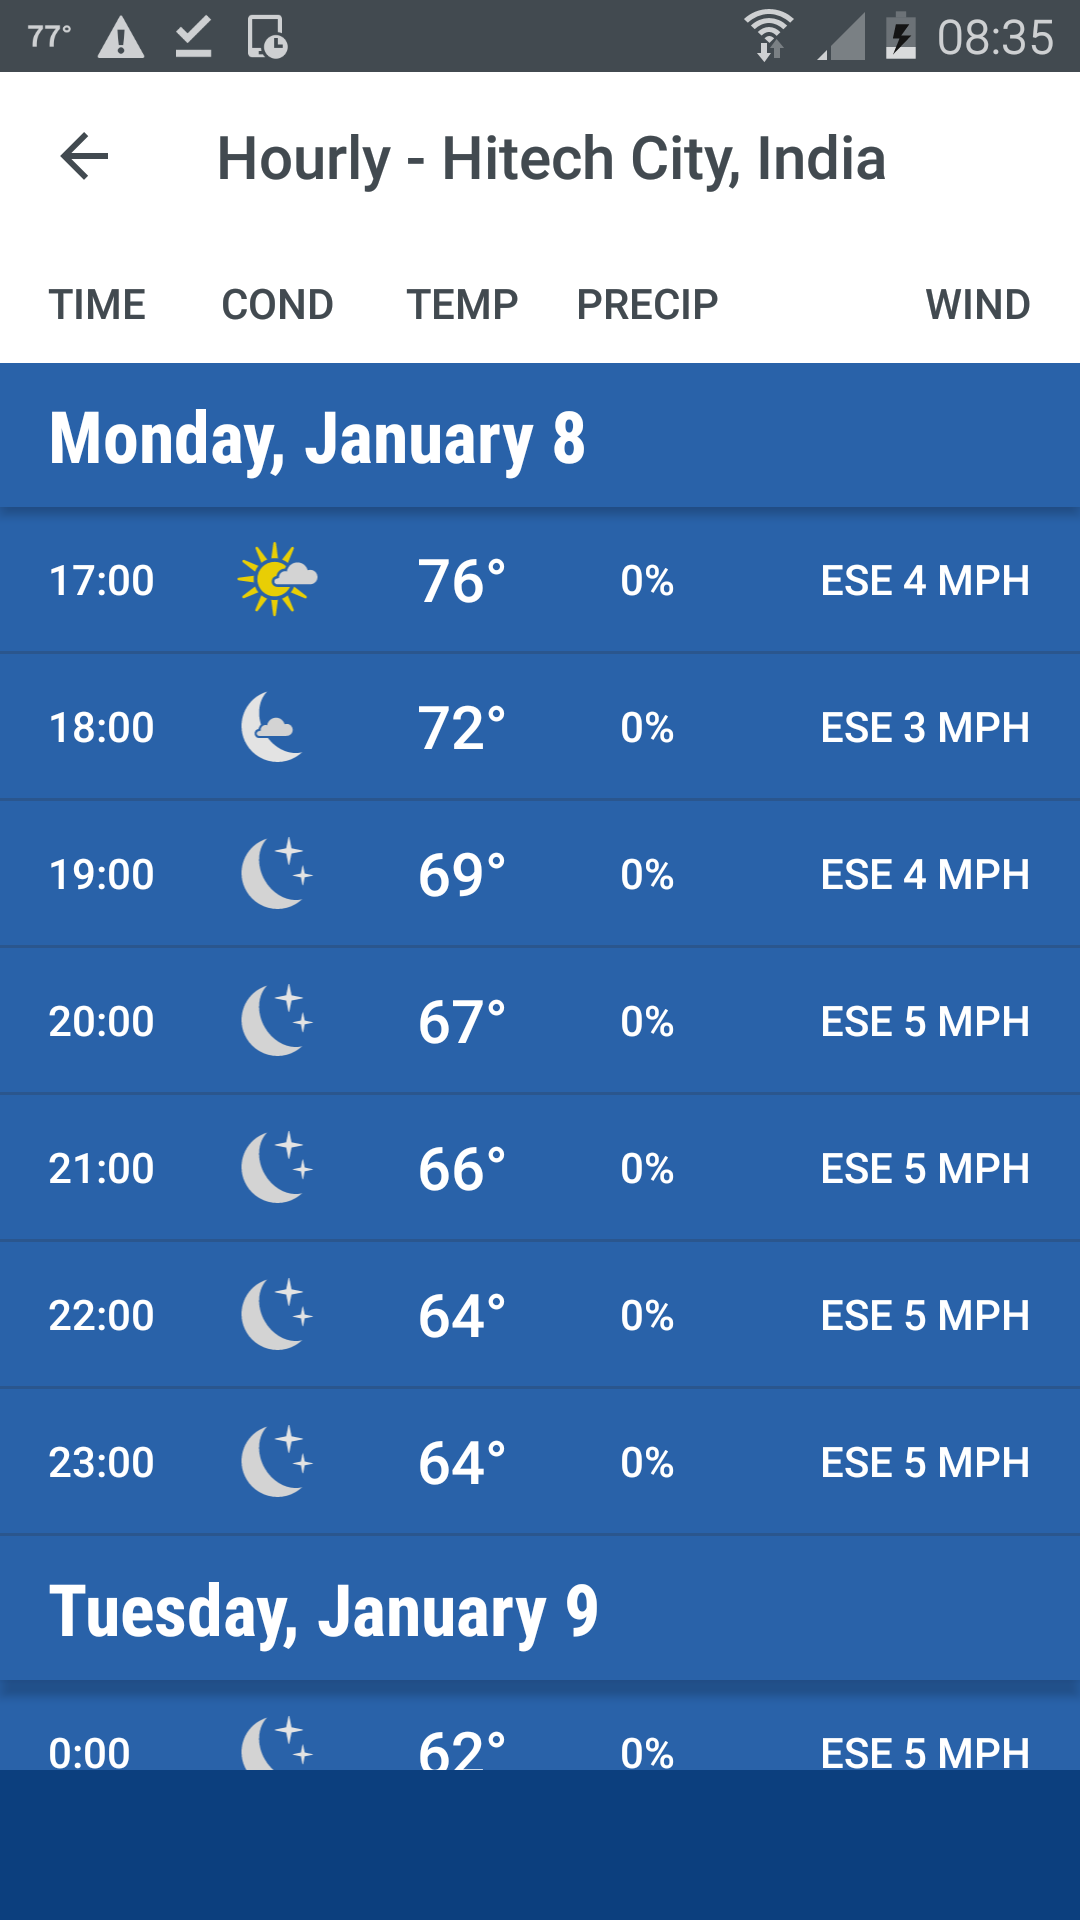 77° 08:35
Hourly - Hitech City, India
TIME COND TEMP PRECIP WIND
Monday, January 8
17:00 76° 0% ESE 4 MPH
18:00 72° 0% ESE 3 MPH
19:00 69° 0% ESE 4 MPH
20:00 67° 0% ESE 5 MPH
21:00 66° 0% ESE 5 MPH
22:00 64° 0% ESE 5 MPH
23:00 64° 0% ESE 5 MPH
Tuesday, January 9
0:00 62° 0% ESE 5 MPH